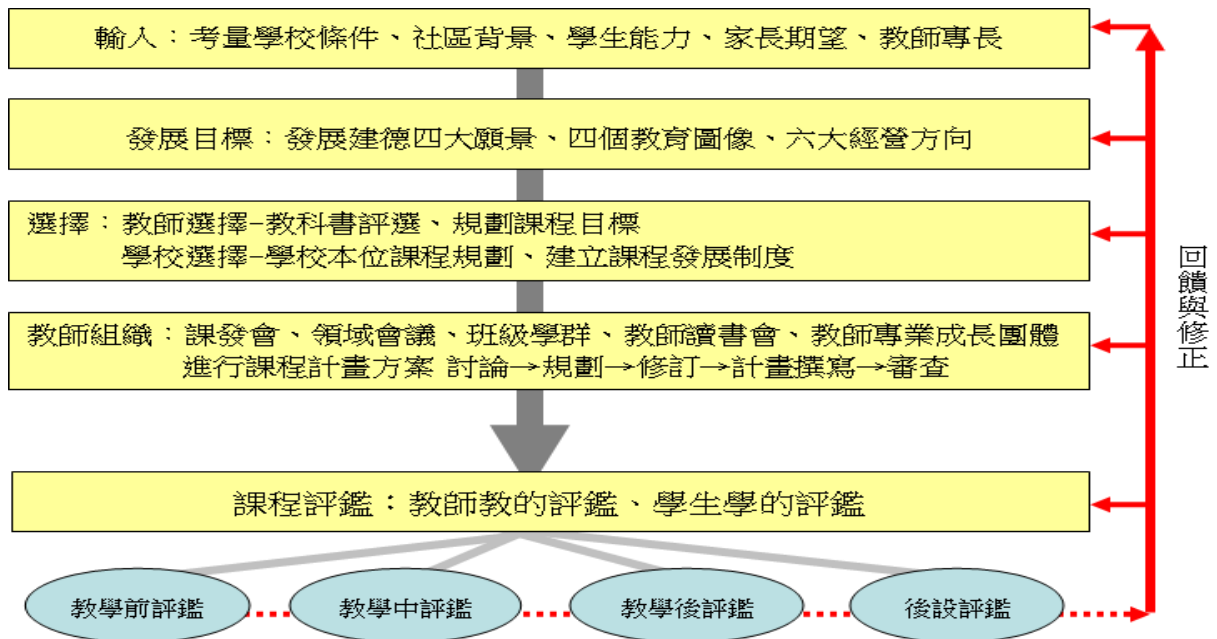 輸入：考量學校條件、社區背景、學生能力、家長期望、教師專長
發展目標：發展建德四大願景、四個教育圖像、六大經營方向
選擇：教師選擇-教科書評選、規劃課程目標
學校選擇-學校本位課程規劃、建立課程發展制度
教師組織：課發會、領域會議、班級學群、教師讀書會、教師專業成長團體
進行課程計畫方案 討論→規劃→修訂→計畫撰寫→審查
課程評鑑：教師教的評鑑、學生學的評鑑
教學前評鑑
教學中評鑑
教學後評鑑
後設評鑑
回饋與修正